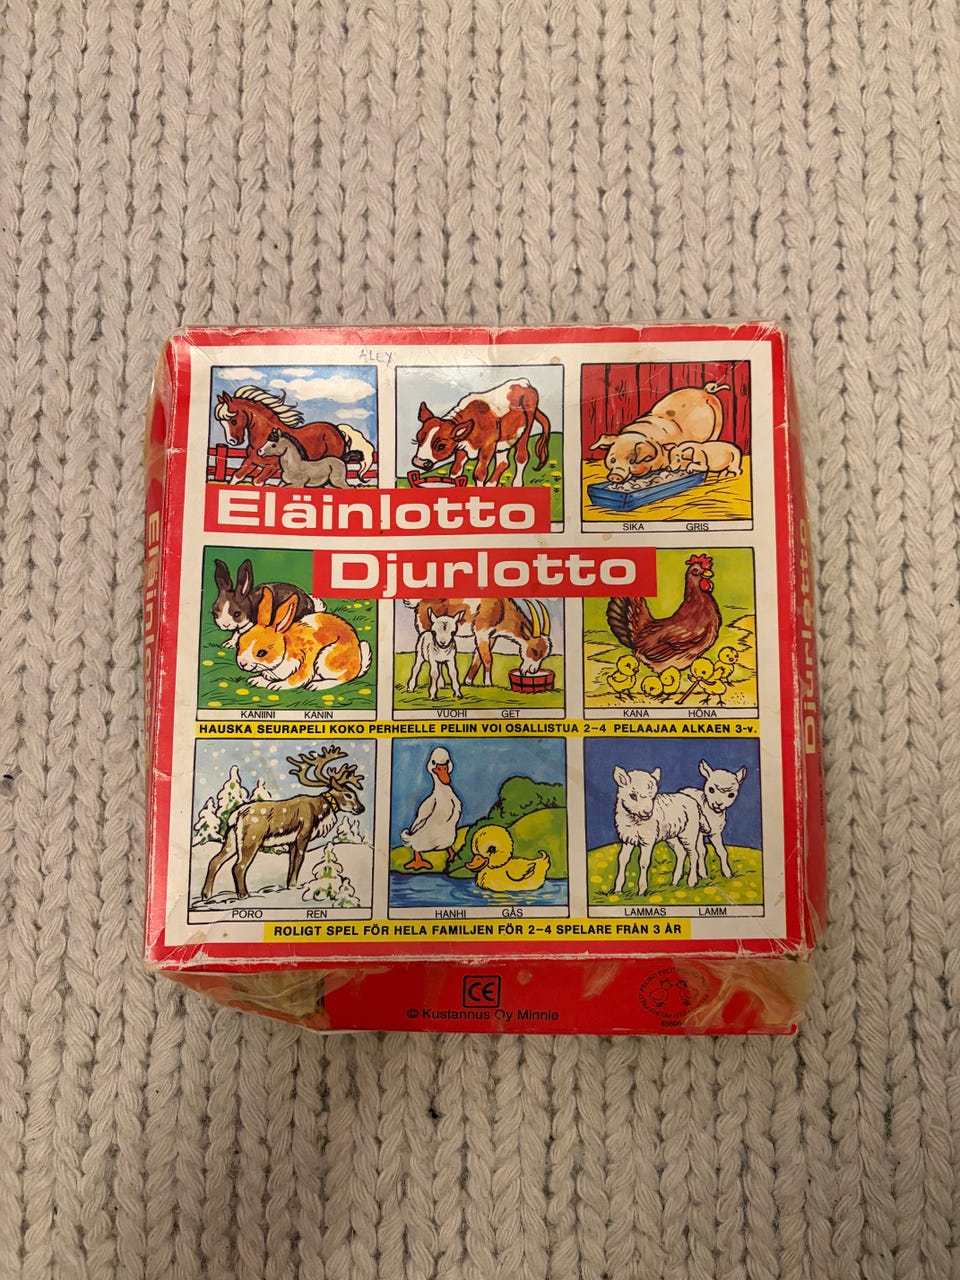 ALEX
Eläinlotto
SIKA GRIS
Djurlotto
KANIINI KANIN
VUOHI GET
KANA HÖNA
HAUSKA SEURAPELI KOKO PERHEELLE PELIIN VOI OSALLISTUA 2–4 PELAAJAA ALKAEN 3-v.
PORO REN
HANHI GÅS
LAMMAS LAMM
ROLIGT SPEL FÖR HELA FAMILJEN FÖR 2–4 SPELARE FRÅN 3 ÅR
CE
© Kustannus Oy Minnie
Eläinlotto
Djurlotto